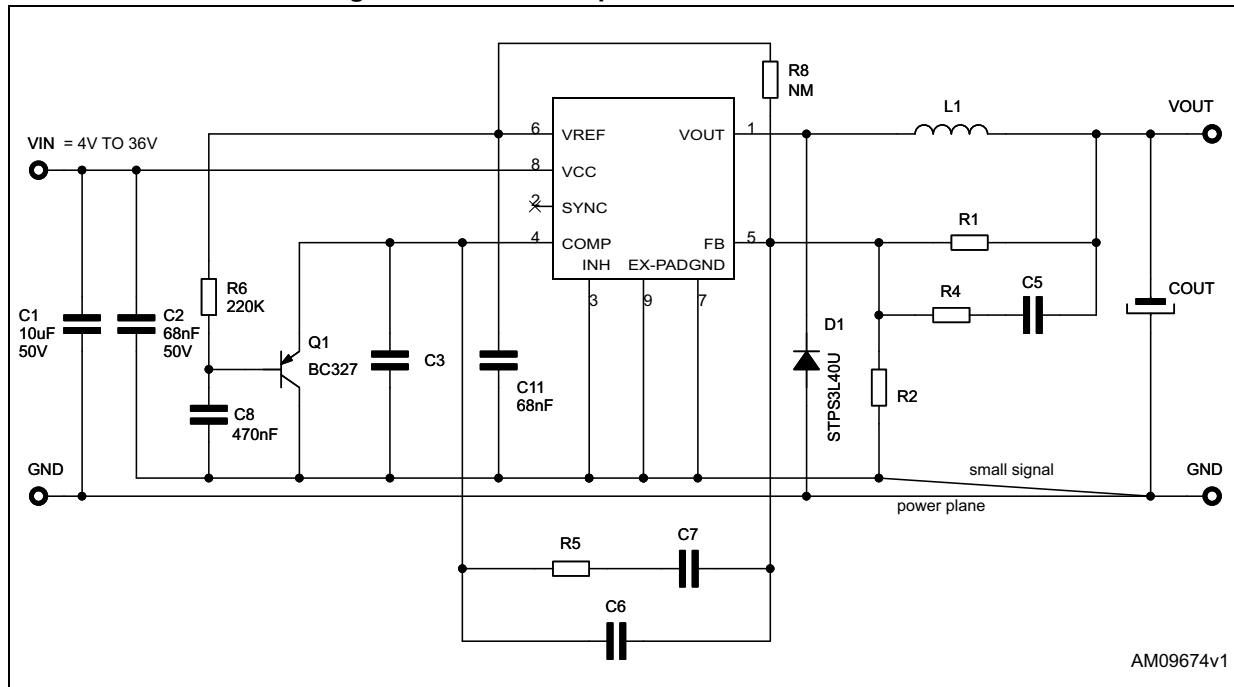 R8
NM
L1
VOUT
VIN = 4V TO 36V
6
VREF
VOUT
1
8
VCC
2
SYNC
4
COMP
FB
5
INH
EX-PAD
GND
3
9
7
R1
R4
C5
COUT
R6
220K
C1
10uF
50V
C2
68nF
50V
Q1
BC327
C3
C11
68nF
D1
STPS3L40U
R2
C8
470nF
GND
small signal
power plane
GND
R5
C7
C6
AM09674v1